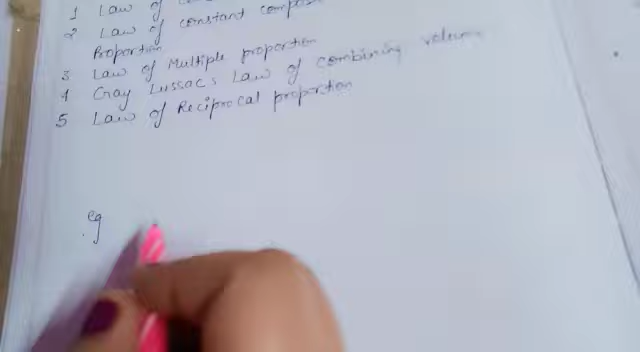 1 Law of
2 Law of constant
Proportion
3 Law of Multiple proportion
4 Gay Lussac's Law of combining volum
5 Law of Reciprocal proportion
eg